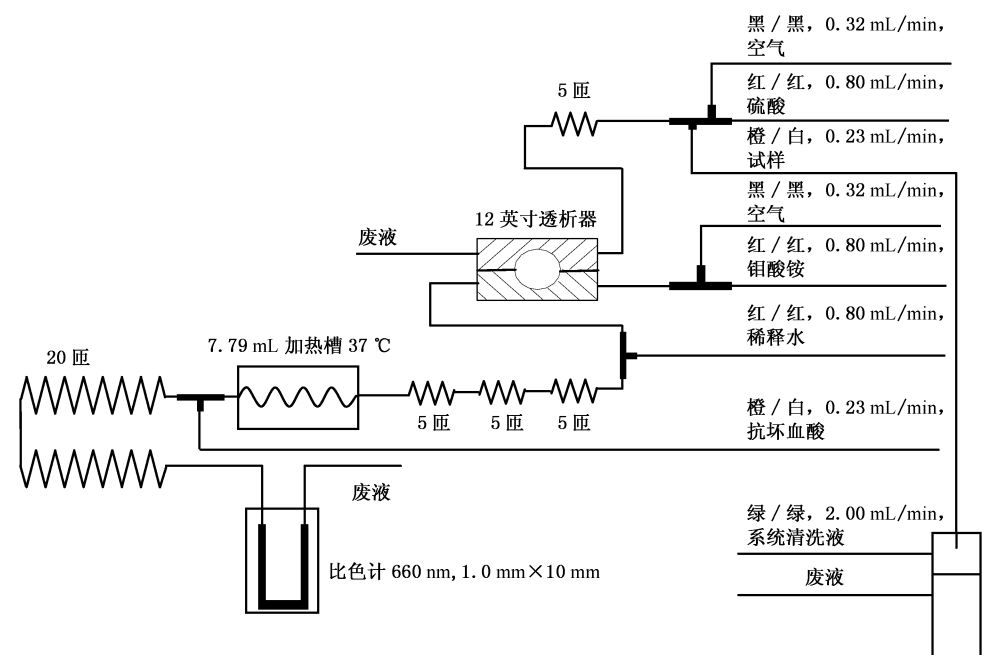 黑/黑, 0.32 mL/min,
空气
5匝
红/红, 0.80 mL/min,
硫酸
橙/白, 0.23 mL/min,
试样
黑/黑, 0.32 mL/min,
空气
12英寸透析器
废液
红/红, 0.80 mL/min,
钼酸铵
红/红, 0.80 mL/min,
稀释水
7.79 mL 加热槽 37 ℃
20匝
5匝 5匝 5匝
橙/白, 0.23 mL/min,
抗坏血酸
废液
绿/绿, 2.00 mL/min,
系统清洗液
比色计 660 nm, 1.0 mm×10 mm
废液